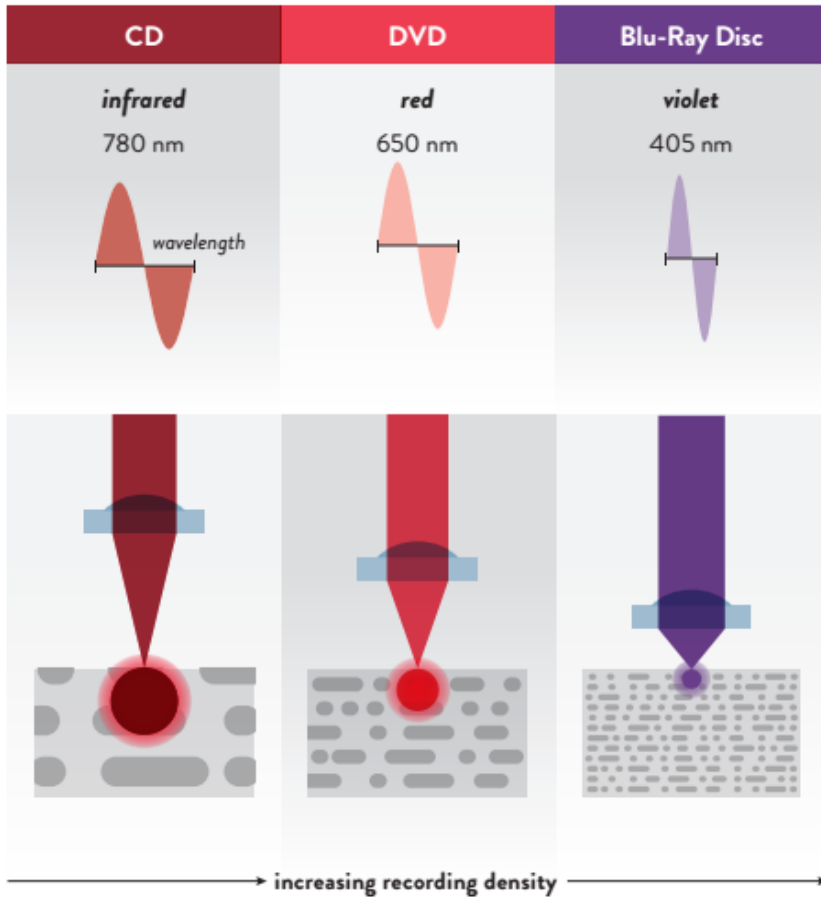 CD
DVD
Blu-Ray Disc
infrared
red
violet
780 nm
650 nm
405 nm
wavelength
increasing recording density